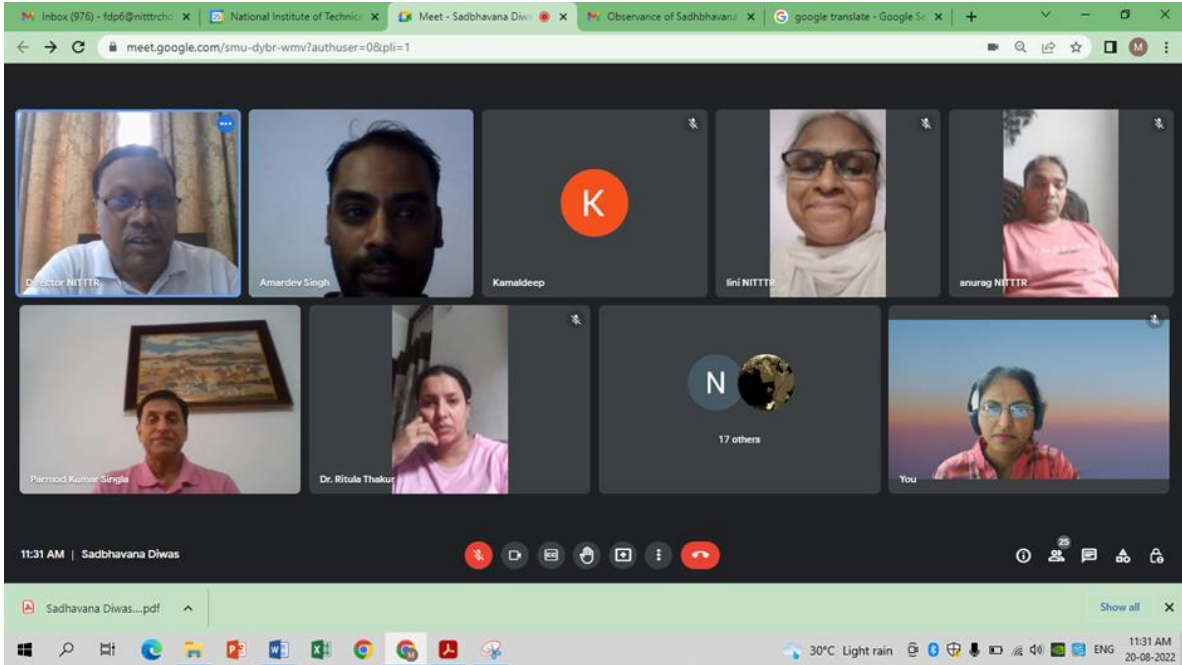 Inbox (976) - fdp6@nitttrchd
National Institute of Technica
Meet - Sadbhavana Diwa
Observance of Sadhbhavana
google translate - Google Se
meet.google.com/smu-dybr-wmv?authuser=0&pli=1
M
K
Director NITTTR
Amardev Singh
Kamaldeep
lini NITTTR
anurag NITTTR
N
17 others
Parmod Kumar Singla
Dr. Ritula Thakur
You
11:31 AM | Sadbhavana Diwas
25
Sadhavana Diwas....pdf
Show all
30°C Light rain
ENG
11:31 AM
20-08-2022